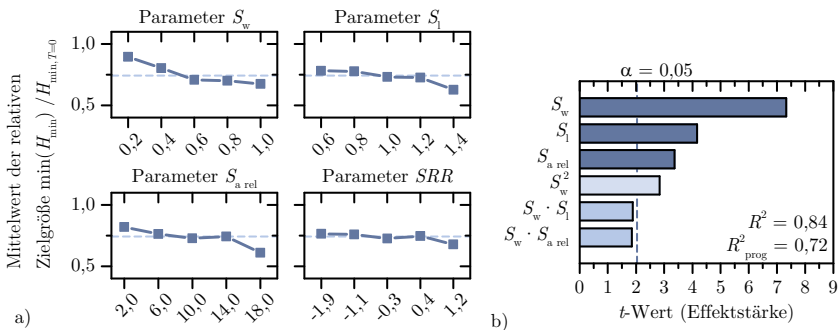 Mittelwert der relativen
Zielgröße min(H_min) / H_min, T=0
Parameter S_w
1,0
0,5
0,2 0,4 0,6 0,8 1,0
Parameter S_l
0,6 0,8 1,0 1,2 1,4
Parameter S_a rel
1,0
0,5
2,0 6,0 10,0 14,0 18,0
Parameter SRR
-1,9 -1,1 -0,3 0,4 1,2
a)
α = 0,05
S_w
S_l
S_a rel
S_w^2
S_w · S_l
S_w · S_a rel
R^2 = 0,84
R^2_prog = 0,72
0 1 2 3 4 5 6 7 8 9
t-Wert (Effektstärke)
b)